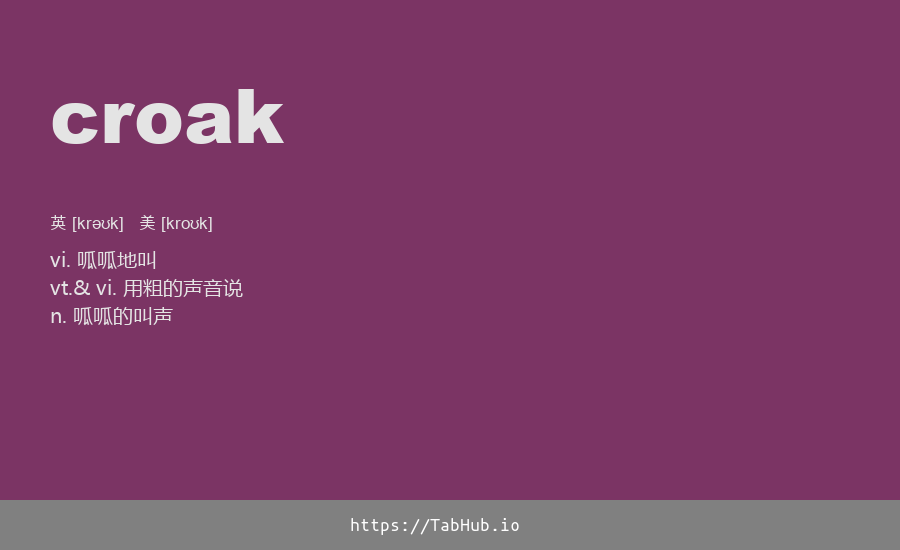 croak
英 [krəʊk] 美 [kroʊk]
vi. 呱呱地叫
vt.& vi. 用粗的声音说
n. 呱呱的叫声
https://TabHub.io